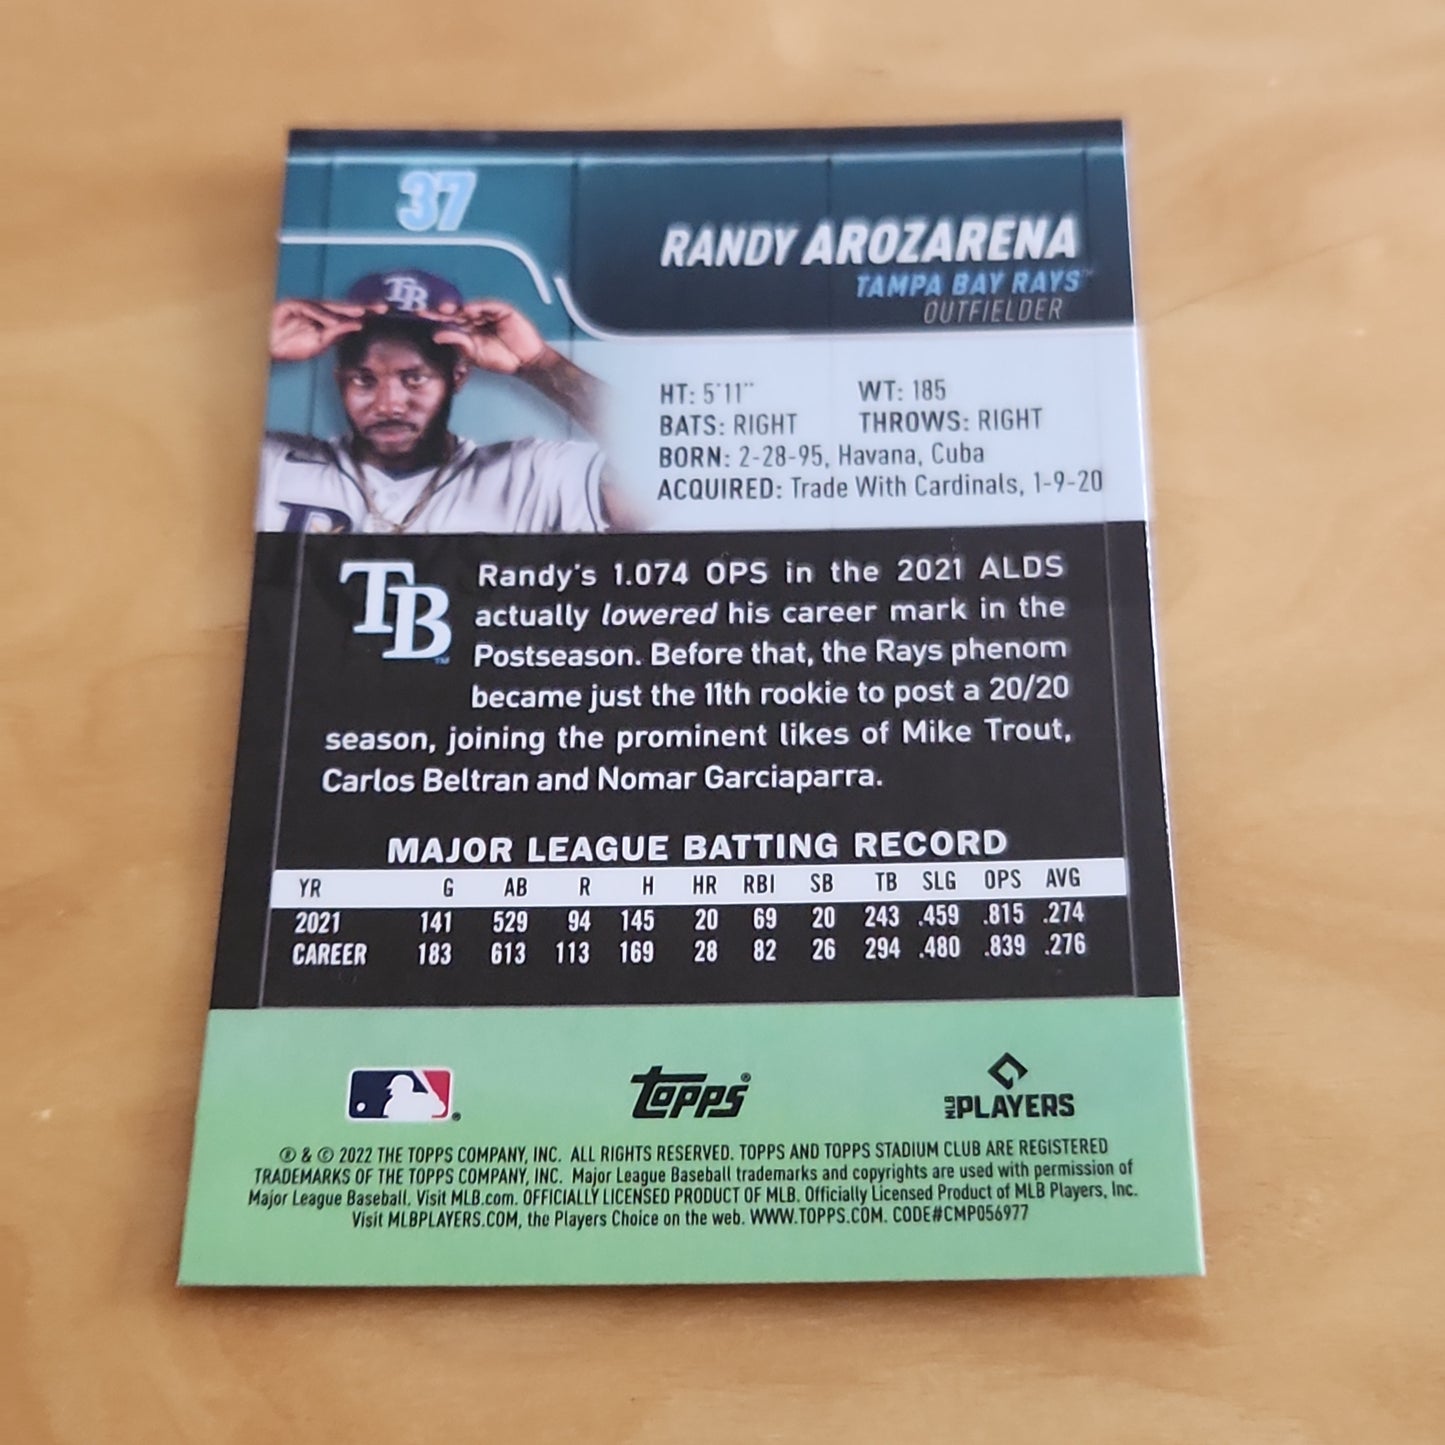 37
RANDY AROZARENA
TAMPA BAY RAYS™
OUTFIELDER
HT: 5'11" WT: 185
BATS: RIGHT THROWS: RIGHT
BORN: 2-28-95, Havana, Cuba
ACQUIRED: Trade With Cardinals, 1-9-20
TB
TB™
Randy's 1.074 OPS in the 2021 ALDS
actually lowered his career mark in the
Postseason. Before that, the Rays phenom
became just the 11th rookie to post a 20/20
season, joining the prominent likes of Mike Trout,
Carlos Beltran and Nomar Garciaparra.
MAJOR LEAGUE BATTING RECORD
YR G AB R H HR RBI SB TB SLG OPS AVG
2021 141 529 94 145 20 69 20 243 .459 .815 .274
CAREER 183 613 113 169 28 82 26 294 .480 .839 .276
topps®
MLB PLAYERS
® & © 2022 THE TOPPS COMPANY, INC. ALL RIGHTS RESERVED. TOPPS AND TOPPS STADIUM CLUB ARE REGISTERED
TRADEMARKS OF THE TOPPS COMPANY, INC. Major League Baseball trademarks and copyrights are used with permission of
Major League Baseball. Visit MLB.com. OFFICIALLY LICENSED PRODUCT OF MLB. Officially Licensed Product of MLB Players, Inc.
Visit MLBPLAYERS.COM, the Players Choice on the web. WWW.TOPPS.COM. CODE#CMP056977